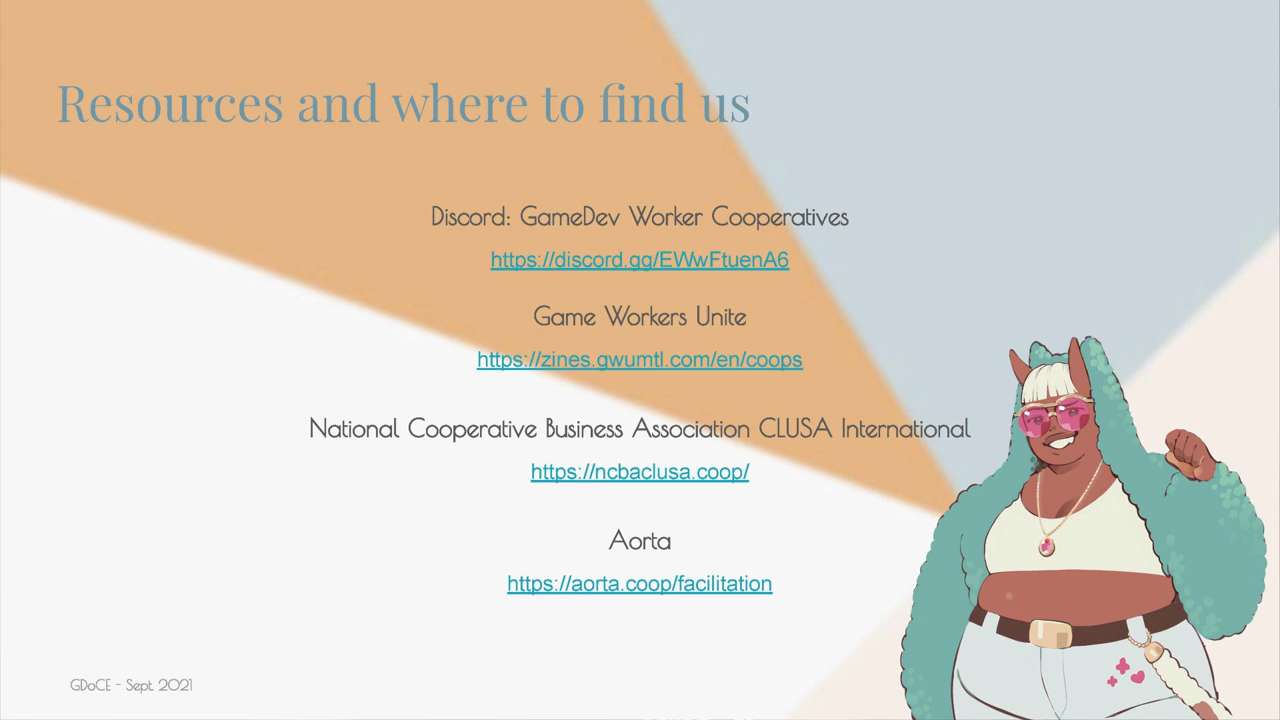 Resources and where to find us
Discord: GameDev Worker Cooperatives
https://discord.gg/EWwFtuenA6
Game Workers Unite
https://zines.gwumtl.com/en/coops
National Cooperative Business Association CLUSA International
https://ncbaclusa.coop/
Aorta
https://aorta.coop/facilitation
GDoCE - Sept. 2021